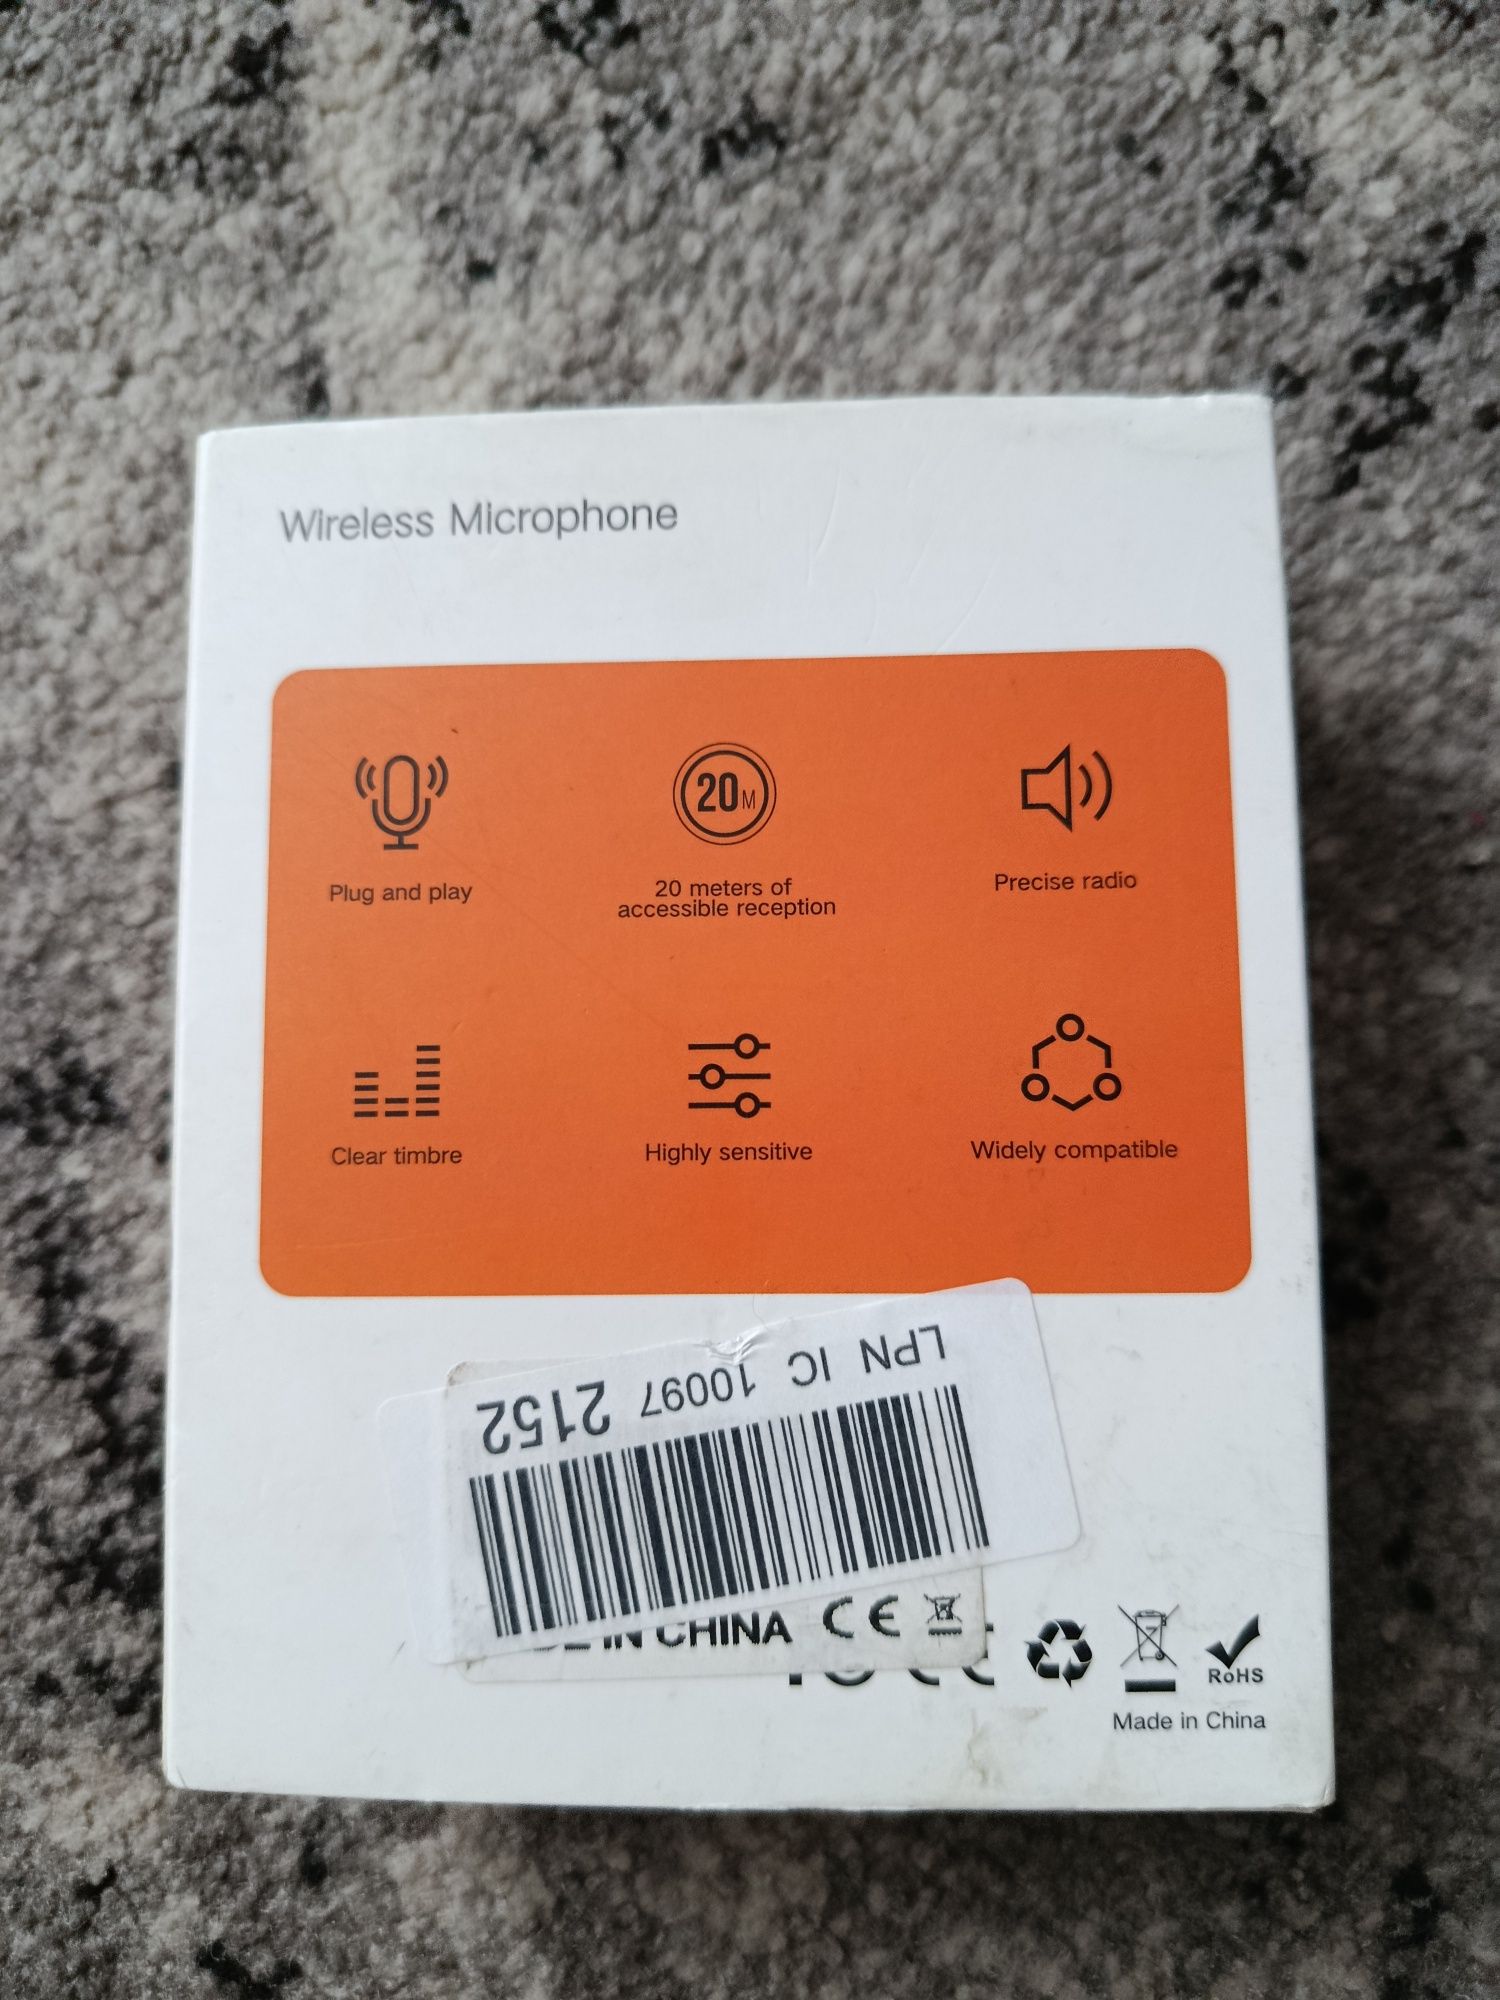 Wireless Microphone
20M
Plug and play
20 meters of
accessible reception
Precise radio
Clear timbre
Highly sensitive
Widely compatible
LPN IC 10097 2152
IN CHINA CE
RoHS
Made in China